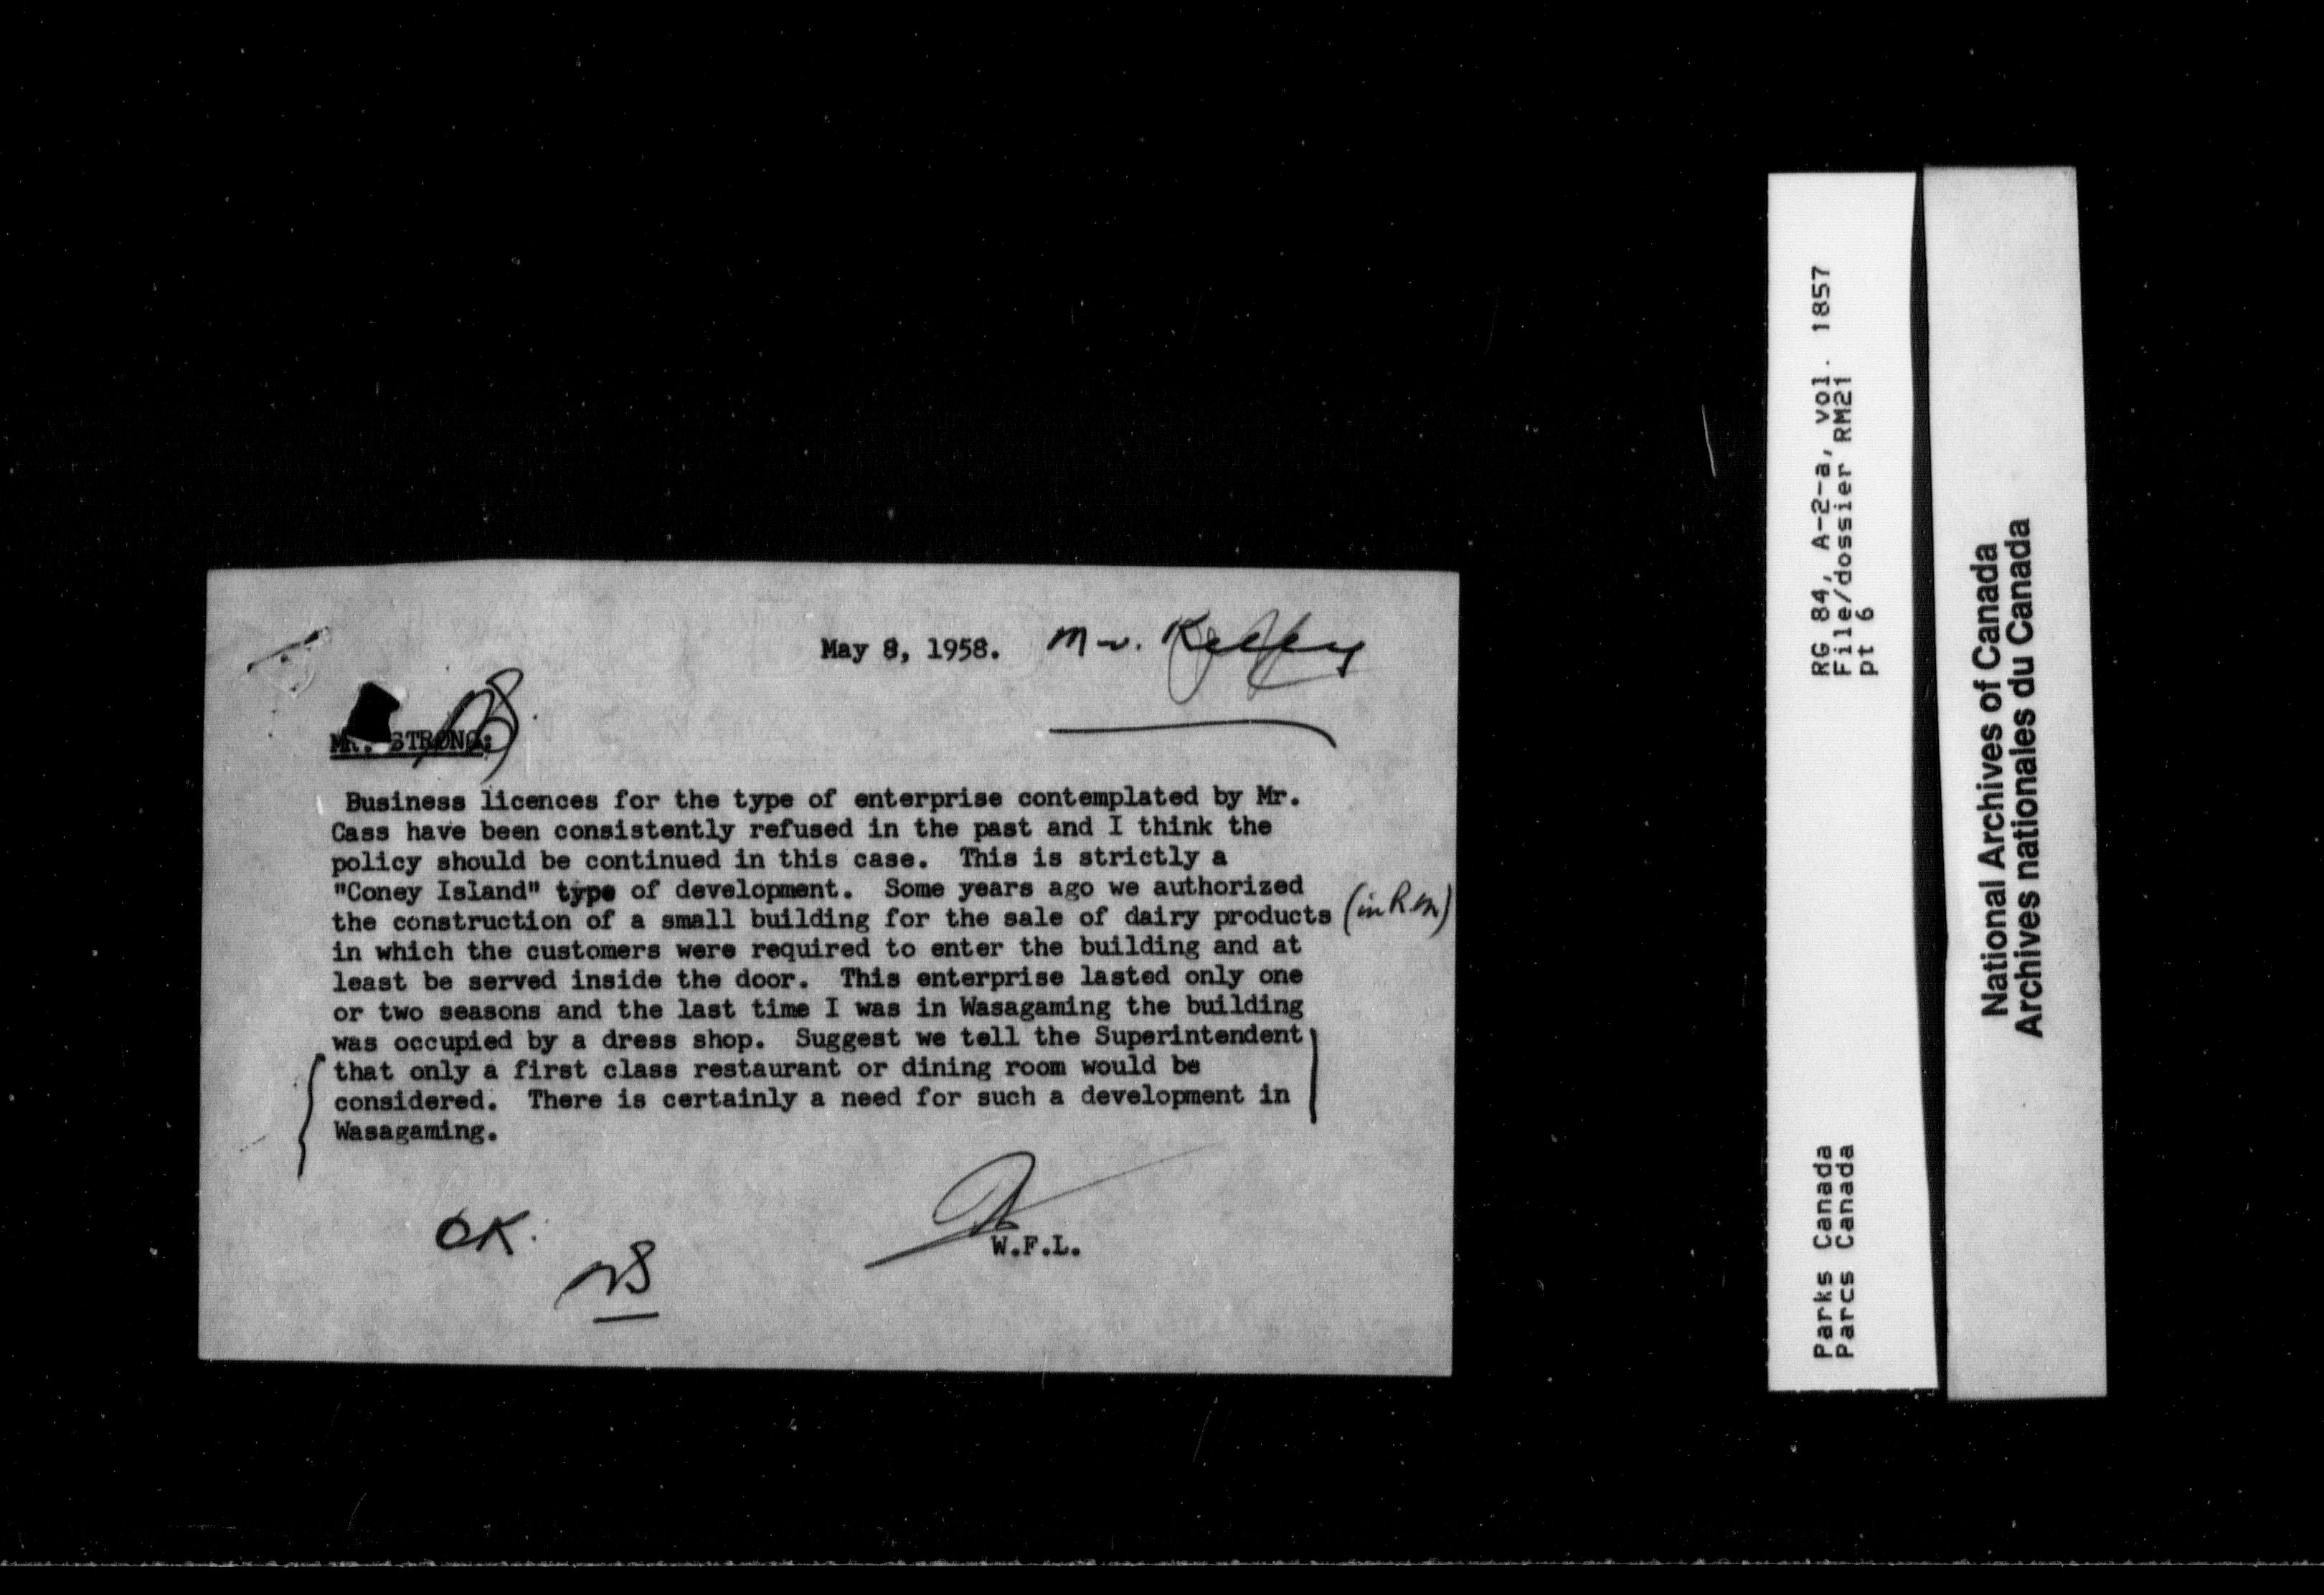 May 8, 1958. Mr. Kelly
MR. STRONG:
Business licences for the type of enterprise contemplated by Mr.
Cass have been consistently refused in the past and I think the
policy should be continued in this case. This is strictly a
"Coney Island" type of development. Some years ago we authorized
the construction of a small building for the sale of dairy products (in RM)
in which the customers were required to enter the building and at
least be served inside the door. This enterprise lasted only one
or two seasons and the last time I was in Wasagaming the building
was occupied by a dress shop. Suggest we tell the Superintendent
that only a first class restaurant or dining room would be
considered. There is certainly a need for such a development in
Wasagaming.
OK.
W.F.L.
RG 84, A-2-a, vol. 1857
File/dossier RM21
pt 6
Parks Canada
Parcs Canada
National Archives of Canada
Archives nationales du Canada